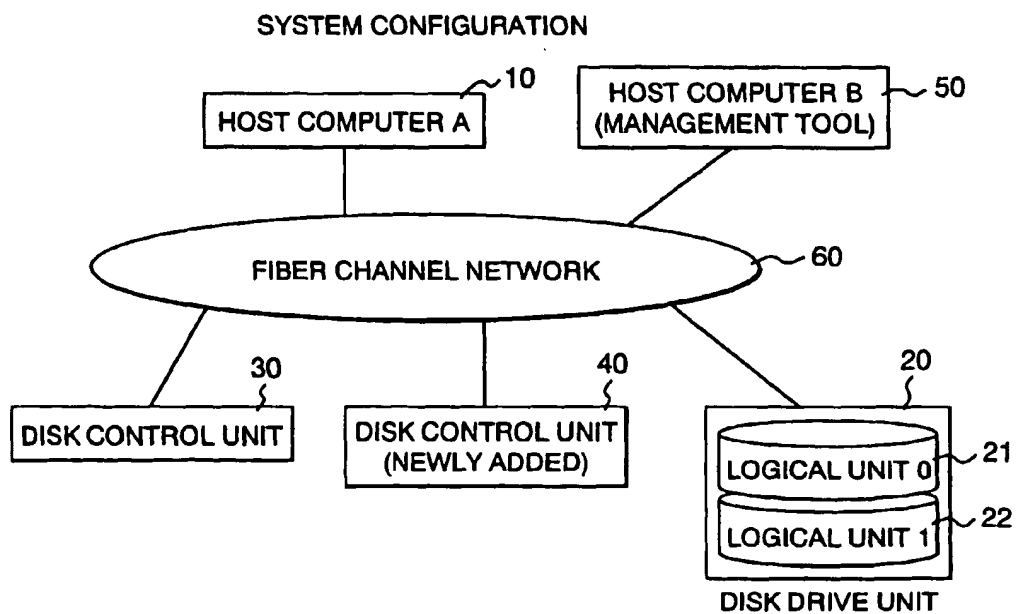 SYSTEM CONFIGURATION
10
HOST COMPUTER A
50
HOST COMPUTER B
(MANAGEMENT TOOL)
FIBER CHANNEL NETWORK
60
30
DISK CONTROL UNIT
40
DISK CONTROL UNIT
(NEWLY ADDED)
20
LOGICAL UNIT 0
21
LOGICAL UNIT 1
22
DISK DRIVE UNIT